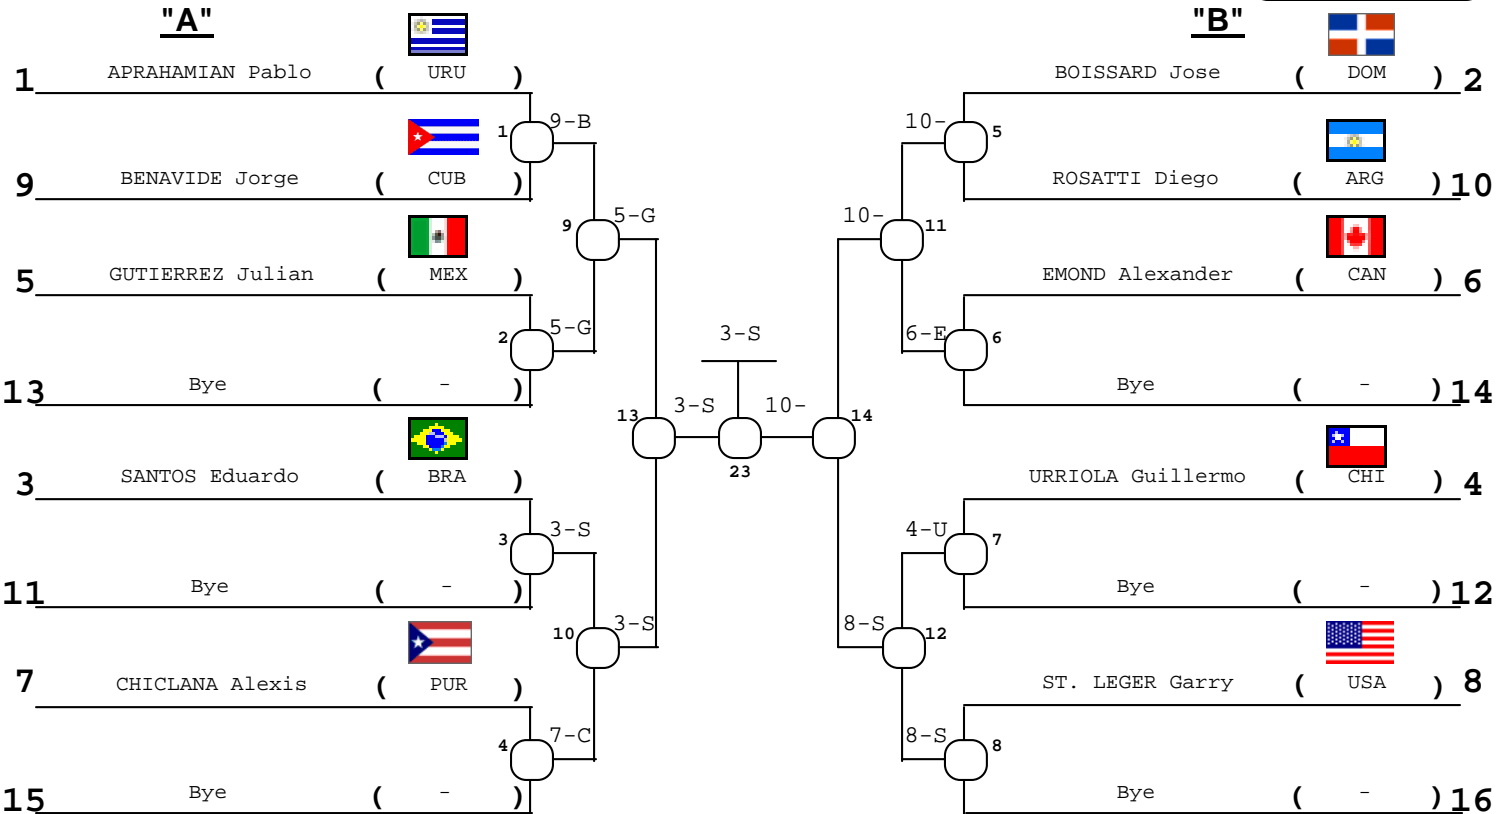 "A"
"B"
1 APRAHAMIAN Pablo ( URU )
BOISSARD Jose ( DOM ) 2
1 9-B
10- 5
9 BENAVIDE Jorge ( CUB )
ROSATTI Diego ( ARG ) 10
9 5-G
10- 11
5 GUTIERREZ Julian ( MEX )
EMOND Alexander ( CAN ) 6
2 5-G
3-S
6-E 6
13 Bye ( - )
Bye ( - ) 14
13 3-S 10- 14
23
3 SANTOS Eduardo ( BRA )
URRIOLA Guillermo ( CHI ) 4
3 3-S
4-U 7
11 Bye ( - )
Bye ( - ) 12
10 3-S
8-S 12
7 CHICLANA Alexis ( PUR )
ST. LEGER Garry ( USA ) 8
4 7-C
8-S 8
15 Bye ( - )
Bye ( - ) 16